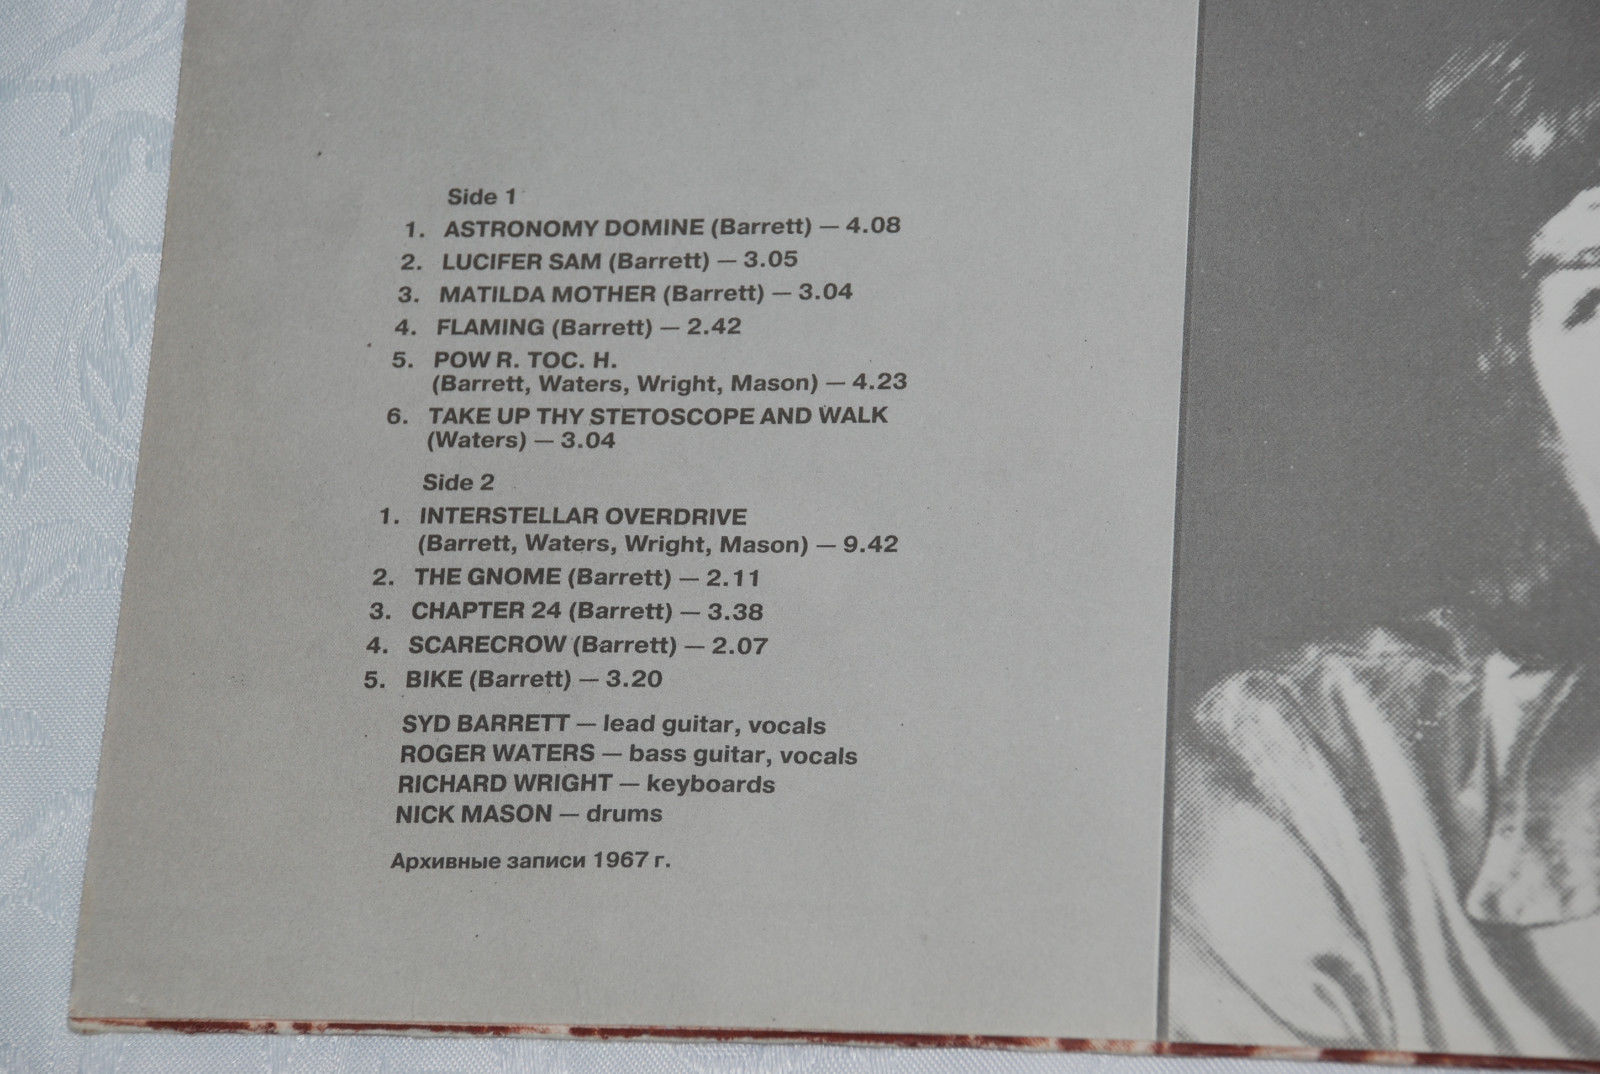 Side 1
1. ASTRONOMY DOMINE (Barrett) — 4.08
2. LUCIFER SAM (Barrett) — 3.05
3. MATILDA MOTHER (Barrett) — 3.04
4. FLAMING (Barrett) — 2.42
5. POW R. TOC. H.
(Barrett, Waters, Wright, Mason) — 4.23
6. TAKE UP THY STETOSCOPE AND WALK
(Waters) — 3.04
Side 2
1. INTERSTELLAR OVERDRIVE
(Barrett, Waters, Wright, Mason) — 9.42
2. THE GNOME (Barrett) — 2.11
3. CHAPTER 24 (Barrett) — 3.38
4. SCARECROW (Barrett) — 2.07
5. BIKE (Barrett) — 3.20
SYD BARRETT — lead guitar, vocals
ROGER WATERS — bass guitar, vocals
RICHARD WRIGHT — keyboards
NICK MASON — drums
Архивные записи 1967 г.